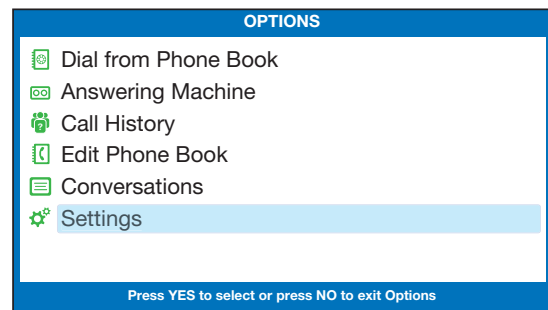 OPTIONS
Dial from Phone Book
Answering Machine
Call History
Edit Phone Book
Conversations
Settings
Press YES to select or press NO to exit Options